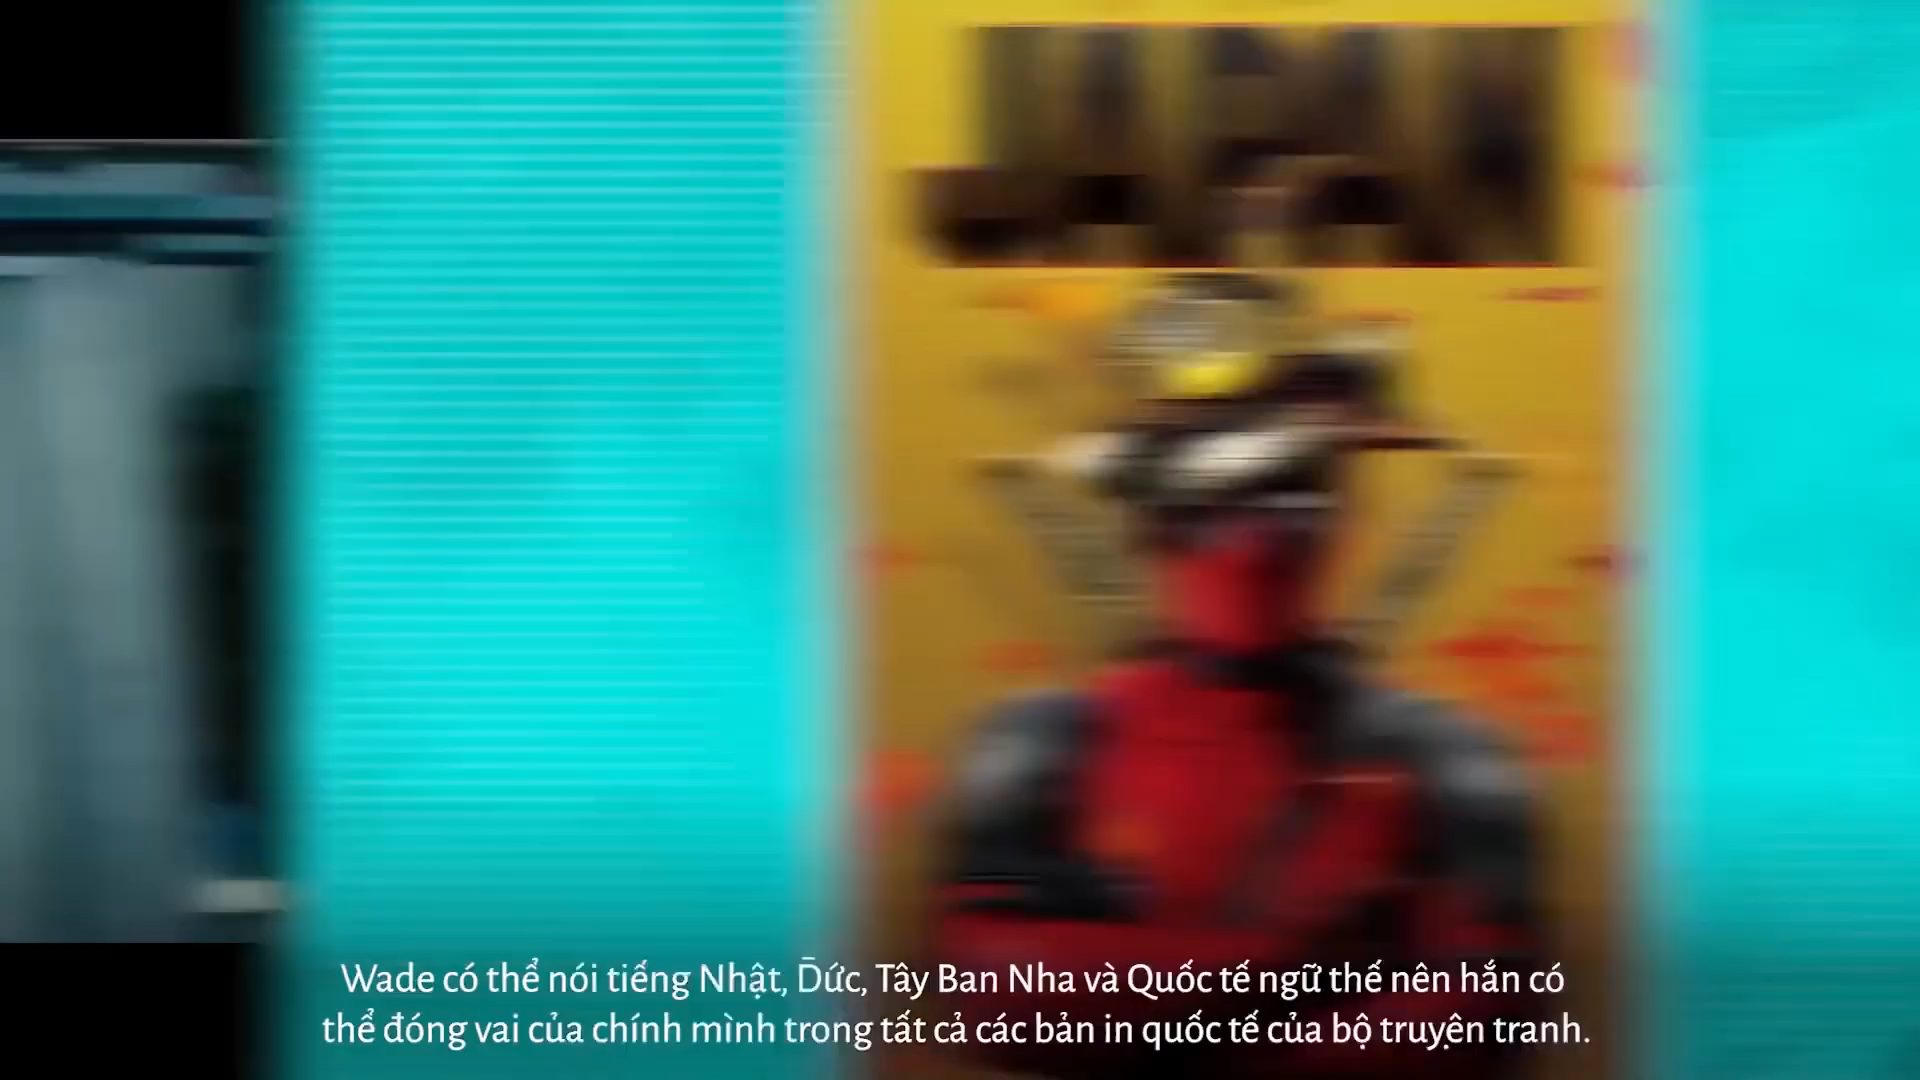 Wade có thể nói tiếng Nhật, Đức, Tây Ban Nha và Quốc tế ngữ thế nên hắn có
thể đóng vai của chính mình trong tất cả các bản in quốc tế của bộ truyện tranh.